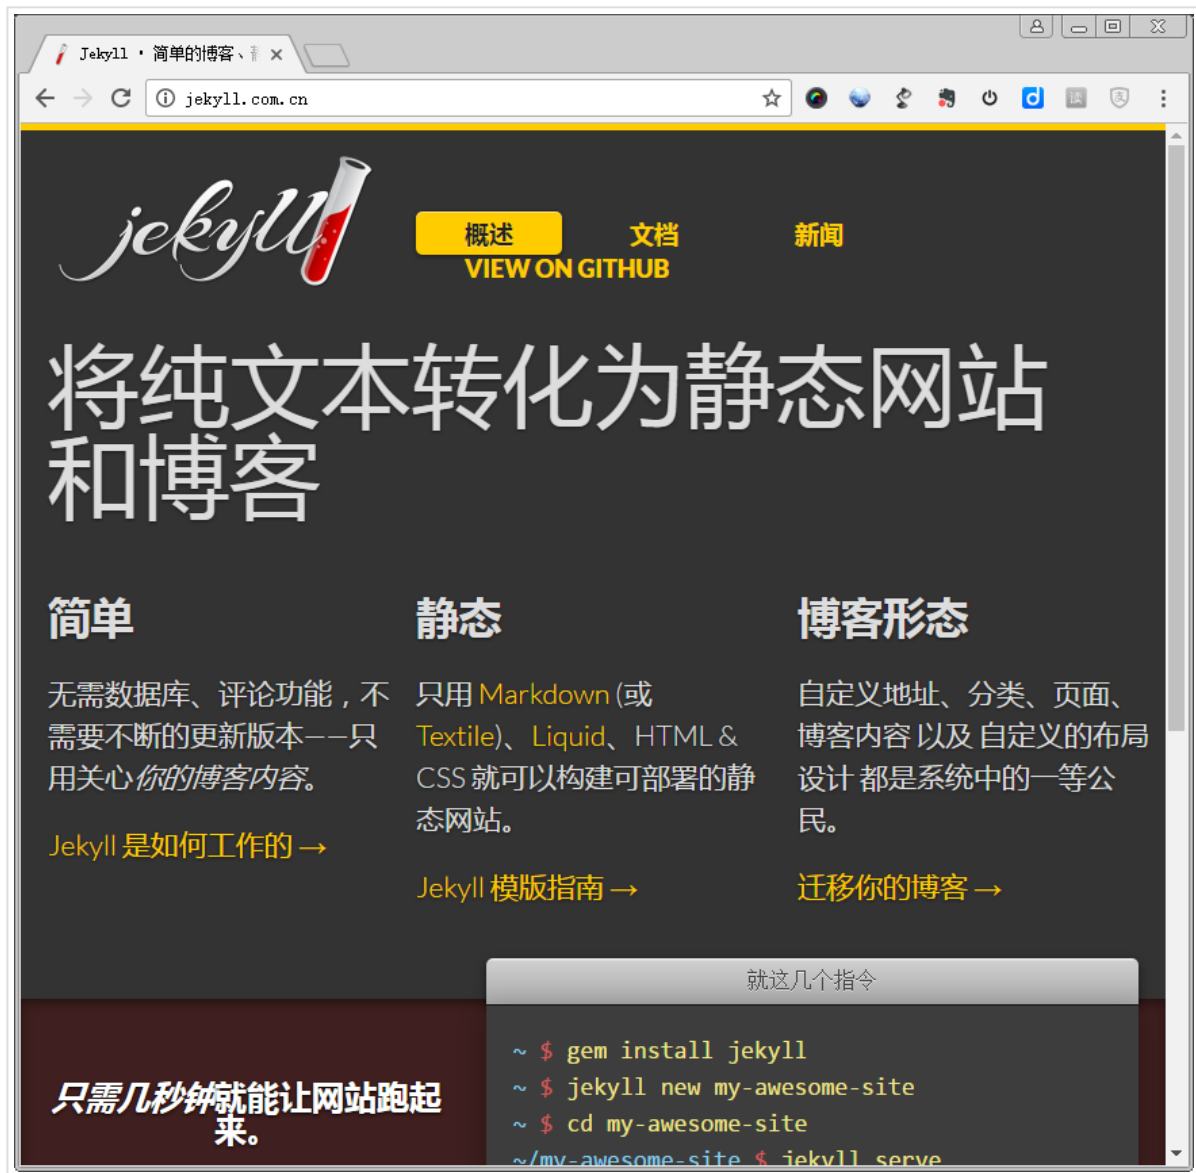 Jekyll • 简单的博客、
jekyll.com.cn
读
支
jekyll
概述
文档
新闻
VIEW ON GITHUB
将纯文本转化为静态网站
和博客
简单
无需数据库、评论功能，不
需要不断的更新版本——只
用关心你的博客内容。
Jekyll 是如何工作的 →
静态
只用 Markdown (或
Textile)、Liquid、HTML &
CSS 就可以构建可部署的静
态网站。
Jekyll 模版指南 →
博客形态
自定义地址、分类、页面、
博客内容 以及 自定义的布局
设计 都是系统中的一等公
民。
迁移你的博客 →
只需几秒钟就能让网站跑起
来。
就这几个指令
~ $ gem install jekyll
~ $ jekyll new my-awesome-site
~ $ cd my-awesome-site
~/my-awesome-site $ jekyll serve